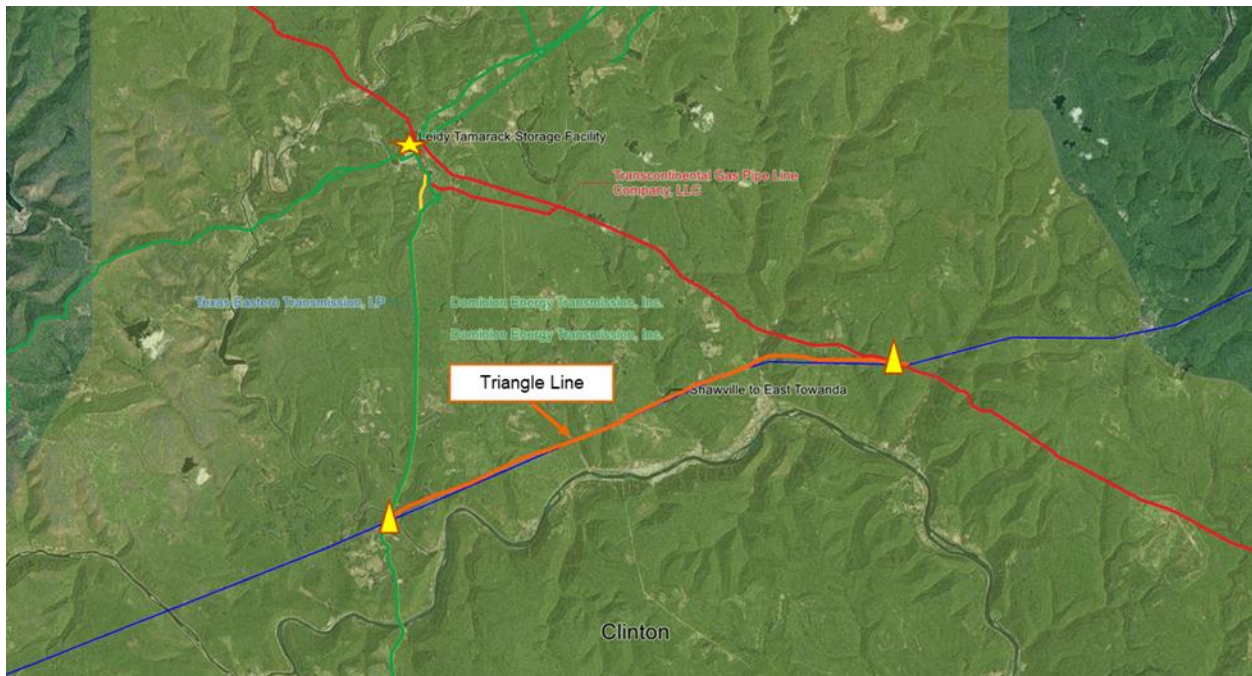 Leidy Tamarack Storage Facility
Transcontinental Gas Pipe Line
Company, LLC
Texas Eastern Transmission, LP
Dominion Energy Transmission, Inc.
Dominion Energy Transmission, Inc.
Triangle Line
Shawville to East Towanda
Clinton